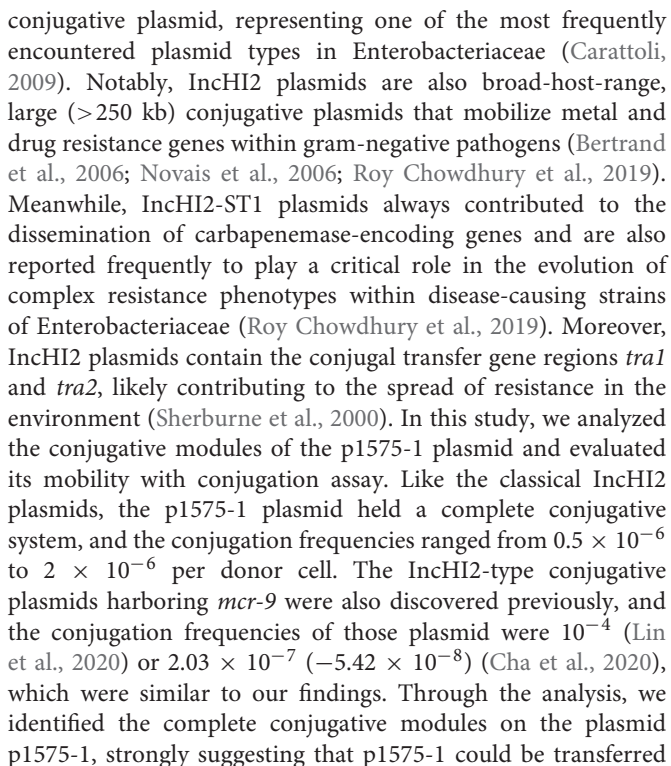 conjugative plasmid, representing one of the most frequently
encountered plasmid types in Enterobacteriaceae (Carattoli,
2009). Notably, IncHI2 plasmids are also broad-host-range,
large (>250 kb) conjugative plasmids that mobilize metal and
drug resistance genes within gram-negative pathogens (Bertrand
et al., 2006; Novais et al., 2006; Roy Chowdhury et al., 2019).
Meanwhile, IncHI2-ST1 plasmids always contributed to the
dissemination of carbapenemase-encoding genes and are also
reported frequently to play a critical role in the evolution of
complex resistance phenotypes within disease-causing strains
of Enterobacteriaceae (Roy Chowdhury et al., 2019). Moreover,
IncHI2 plasmids contain the conjugal transfer gene regions tra1
and tra2, likely contributing to the spread of resistance in the
environment (Sherburne et al., 2000). In this study, we analyzed
the conjugative modules of the p1575-1 plasmid and evaluated
its mobility with conjugation assay. Like the classical IncHI2
plasmids, the p1575-1 plasmid held a complete conjugative
system, and the conjugation frequencies ranged from 0.5 × 10⁻⁶
to 2 × 10⁻⁶ per donor cell. The IncHI2-type conjugative
plasmids harboring mcr-9 were also discovered previously, and
the conjugation frequencies of those plasmid were 10⁻⁴ (Lin
et al., 2020) or 2.03 × 10⁻⁷ (−5.42 × 10⁻⁸) (Cha et al., 2020),
which were similar to our findings. Through the analysis, we
identified the complete conjugative modules on the plasmid
p1575-1, strongly suggesting that p1575-1 could be transferred